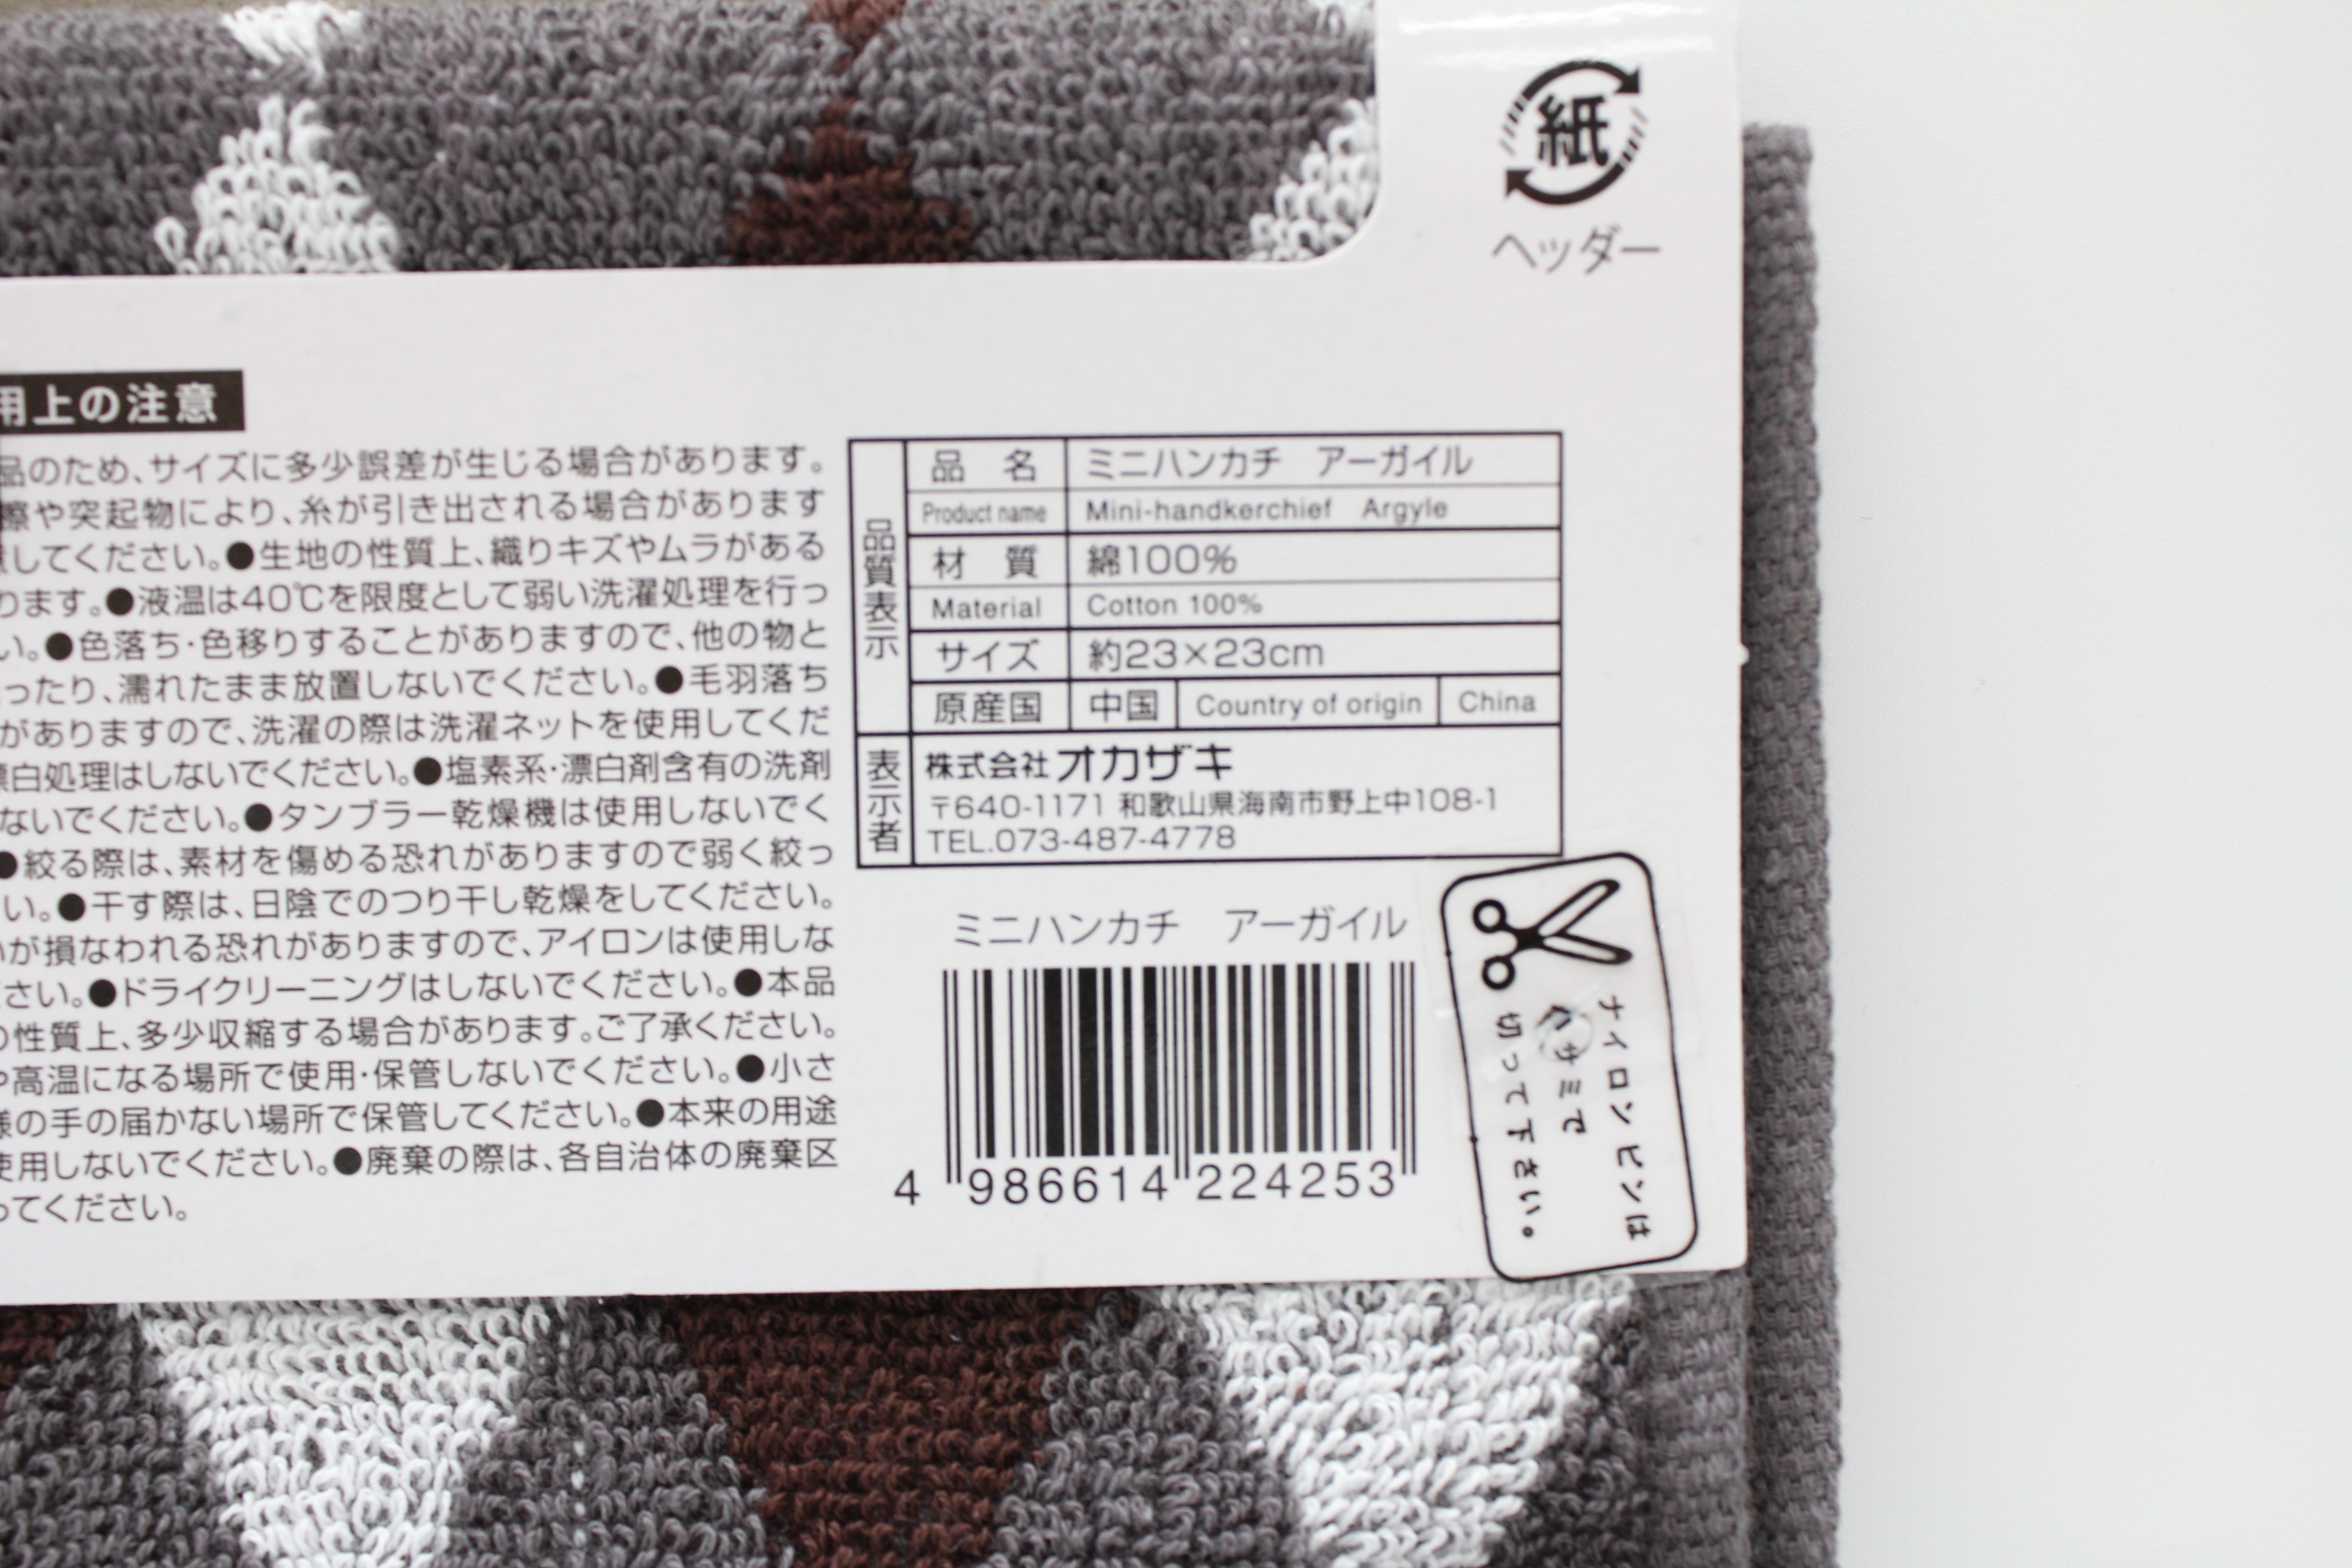 紙
ヘッダー
用上の注意
品のため、サイズに多少誤差が生じる場合があります。
擦や突起物により、糸が引き出される場合があります
してください。●生地の性質上、織りキズやムラがある
ります。●液温は40℃を限度として弱い洗濯処理を行っ
い。●色落ち・色移りすることがありますので、他の物と
ったり、濡れたまま放置しないでください。●毛羽落ち
がありますので、洗濯の際は洗濯ネットを使用してくだ
漂白処理はしないでください。●塩素系・漂白剤含有の洗剤
ないでください。●タンブラー乾燥機は使用しないでく
●絞る際は、素材を傷める恐れがありますので弱く絞っ
い。●干す際は、日陰でのつり干し乾燥をしてください。
いが損なわれる恐れがありますので、アイロンは使用しな
ださい。●ドライクリーニングはしないでください。●本品
の性質上、多少収縮する場合があります。ご了承ください。
や高温になる場所で使用・保管しないでください。●小さ
様の手の届かない場所で保管してください。●本来の用途
使用しないでください。●廃棄の際は、各自治体の廃棄区
ってください。
品質表示
品 名 ミニハンカチ アーガイル
Product name Mini-handkerchief Argyle
材 質 綿100%
Material Cotton 100%
サイズ 約23×23cm
原産国 中国 Country of origin China
表示者
株式会社オカザキ
〒640-1171 和歌山県海南市野上中108-1
TEL.073-487-4778
ミニハンカチ アーガイル
4 986614 224253
ナイロンピンは
ハサミで
切って下さい。